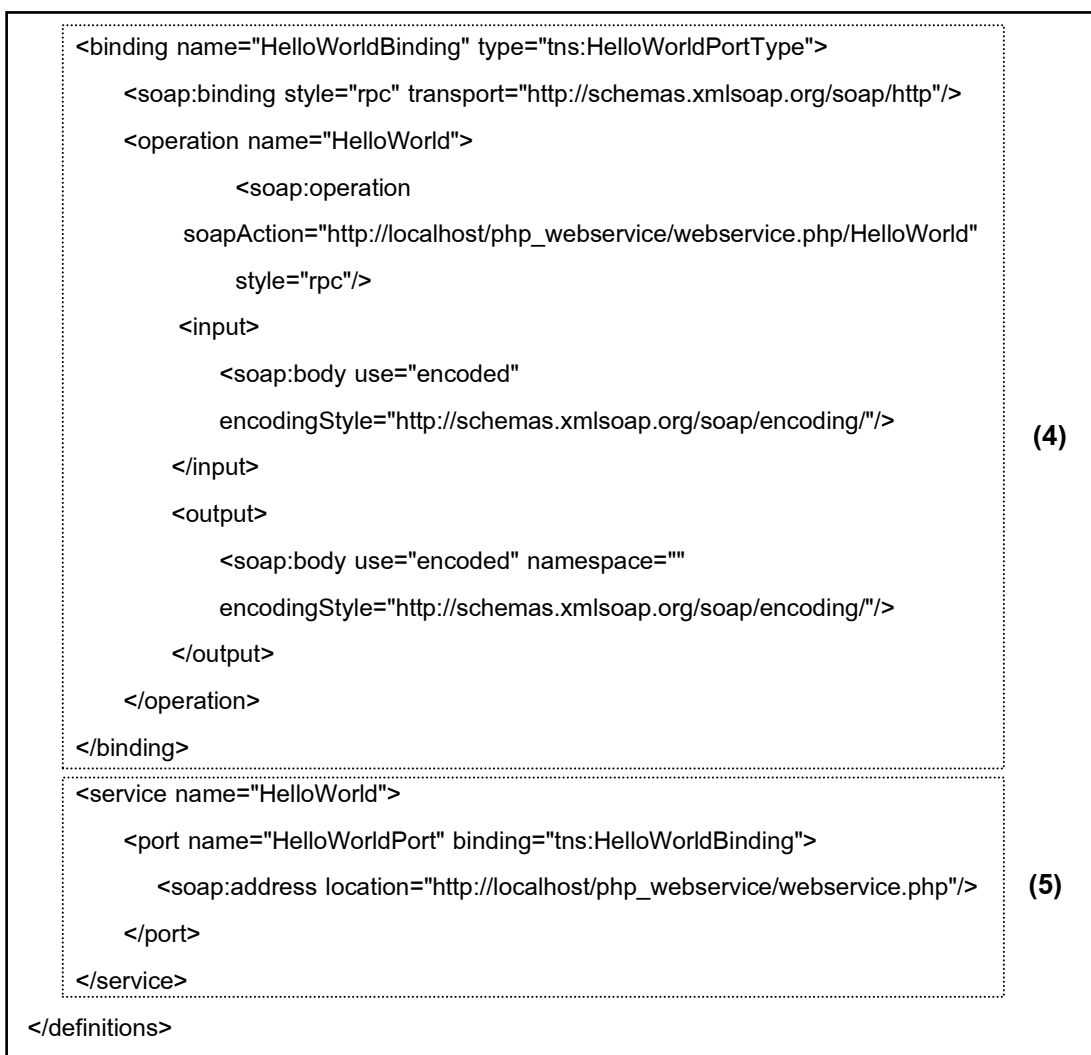 <binding name="HelloWorldBinding" type="tns:HelloWorldPortType">
<soap:binding style="rpc" transport="http://schemas.xmlsoap.org/soap/http"/>
<operation name="HelloWorld">
<soap:operation
soapAction="http://localhost/php_webservice/webservice.php/HelloWorld"
style="rpc"/>
<input>
<soap:body use="encoded"
encodingStyle="http://schemas.xmlsoap.org/soap/encoding/"/>
</input>
<output>
<soap:body use="encoded" namespace=""
encodingStyle="http://schemas.xmlsoap.org/soap/encoding/"/>
</output>
</operation>
</binding>
(4)
<service name="HelloWorld">
<port name="HelloWorldPort" binding="tns:HelloWorldBinding">
<soap:address location="http://localhost/php_webservice/webservice.php"/>
</port>
</service>
(5)
</definitions>